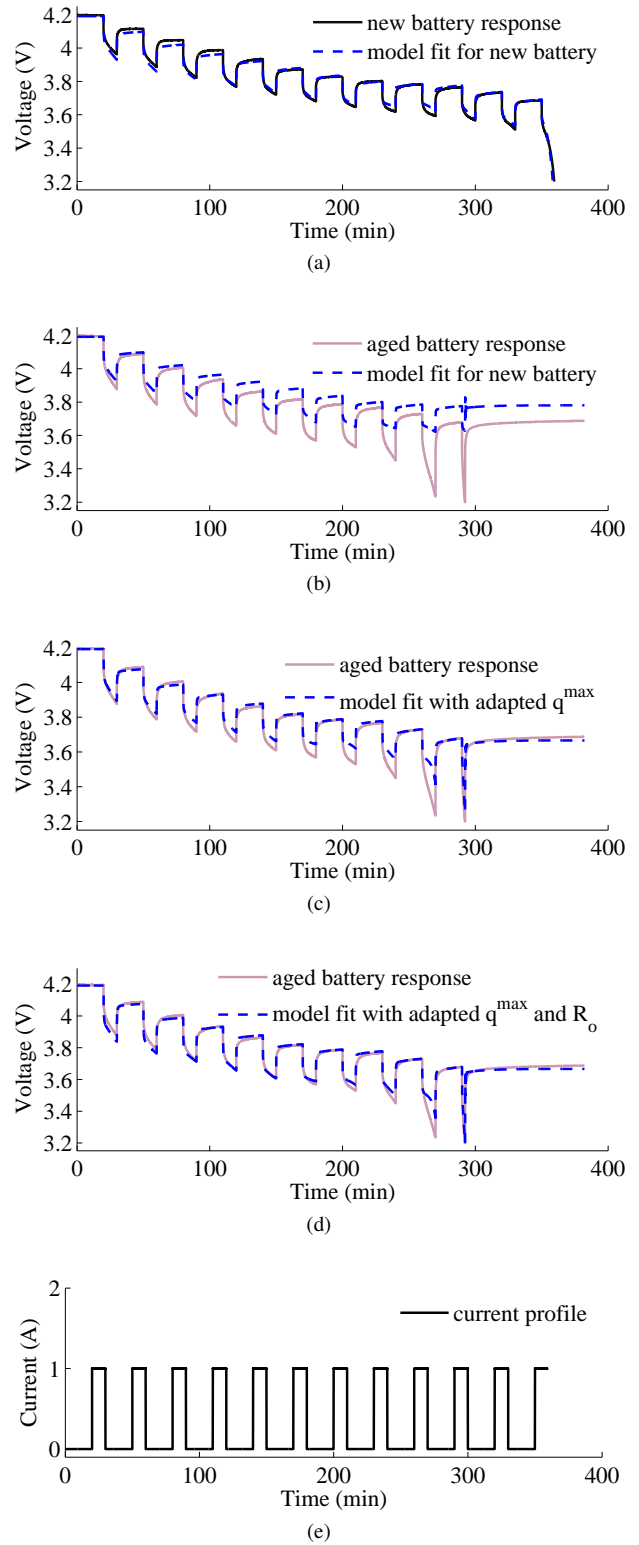 4.2
4
3.8
3.6
3.4
3.2
Voltage (V)
new battery response
model fit for new battery
0 100 200 300 400
Time (min)
(a)
4.2
4
3.8
3.6
3.4
3.2
Voltage (V)
aged battery response
model fit for new battery
0 100 200 300 400
Time (min)
(b)
4.2
4
3.8
3.6
3.4
3.2
Voltage (V)
aged battery response
model fit with adapted q^max
0 100 200 300 400
Time (min)
(c)
4.2
4
3.8
3.6
3.4
3.2
Voltage (V)
aged battery response
model fit with adapted q^max and R_o
0 100 200 300 400
Time (min)
(d)
2
1
0
Current (A)
current profile
0 100 200 300 400
Time (min)
(e)